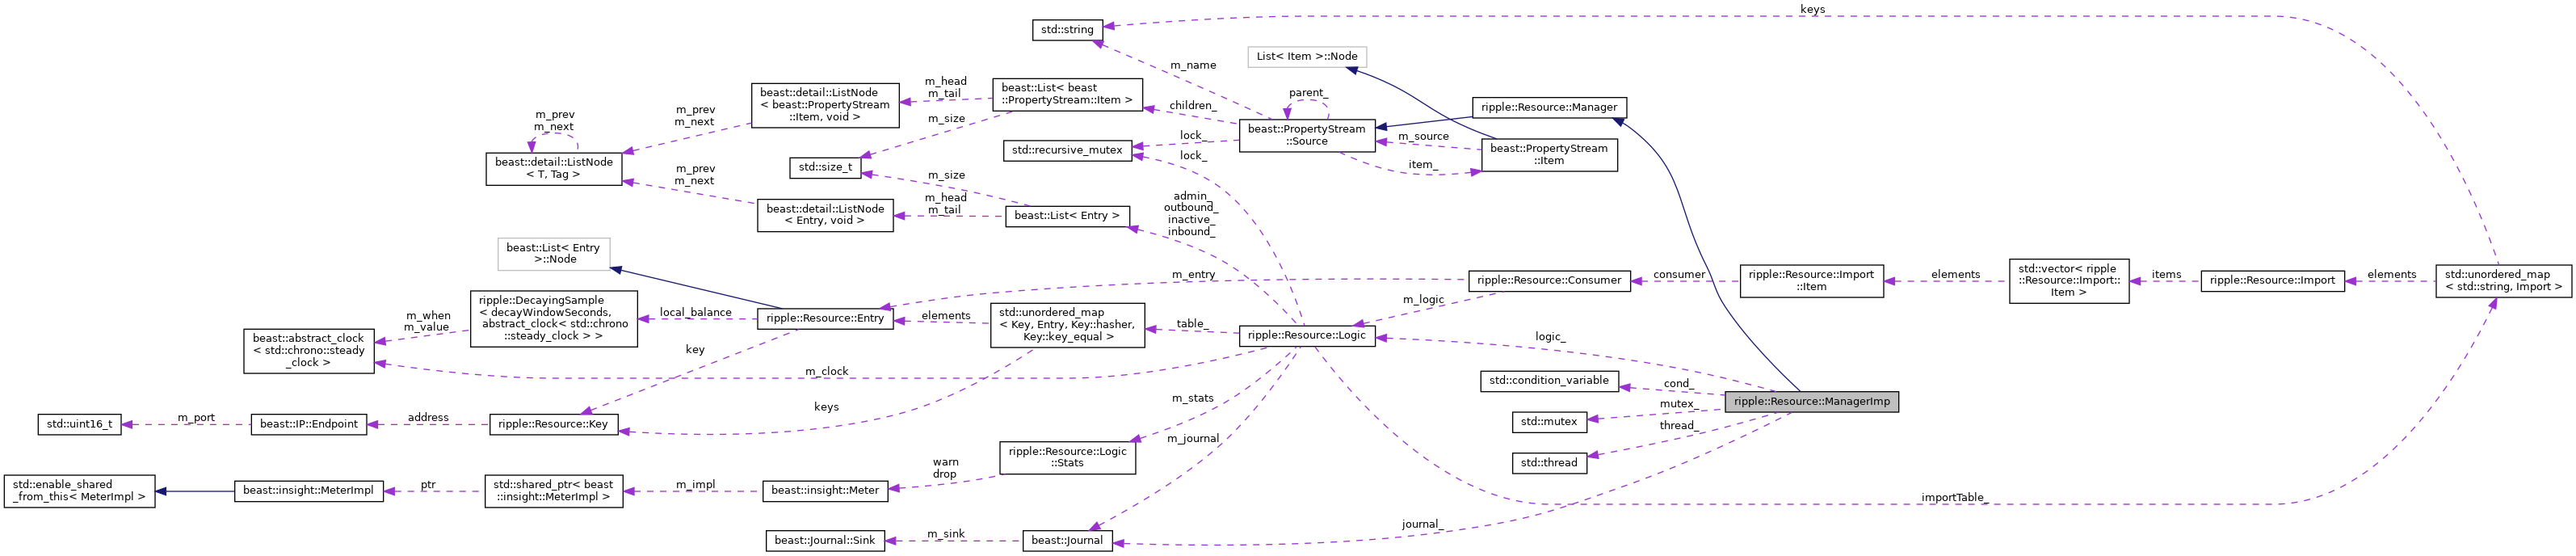 keys
std::string
List< Item >::Node
m_name
m_head
m_tail
beast::List< beast
::PropertyStream::Item >
beast::detail::ListNode
< beast::PropertyStream
::Item, void >
parent_
ripple::Resource::Manager
m_prev
m_next
children_
m_size
m_prev
m_next
beast::PropertyStream
::Source
m_source
lock_
std::recursive_mutex
beast::PropertyStream
::Item
lock_
item_
beast::detail::ListNode
< T, Tag >
std::size_t
m_prev
m_next
m_size
m_head
m_tail
beast::detail::ListNode
< Entry, void >
beast::List< Entry >
admin_
outbound_
inactive_
inbound_
beast::List< Entry
>::Node
m_entry
ripple::Resource::Consumer
consumer
ripple::Resource::Import
::Item
elements
std::vector< ripple
::Resource::Import::
Item >
items
ripple::Resource::Import
elements
std::unordered_map
< std::string, Import >
ripple::DecayingSample
< decayWindowSeconds,
abstract_clock< std::chrono
::steady_clock > >
m_logic
m_when
m_value
local_balance
ripple::Resource::Entry
elements
std::unordered_map
< Key, Entry, Key::hasher,
Key::key_equal >
table_
ripple::Resource::Logic
logic_
beast::abstract_clock
< std::chrono::steady
_clock >
key
m_clock
std::condition_variable
cond_
ripple::Resource::ManagerImp
keys
m_stats
mutex_
std::mutex
std::uint16_t
m_port
beast::IP::Endpoint
address
ripple::Resource::Key
thread_
m_journal
ripple::Resource::Logic
::Stats
std::thread
warn
drop
std::enable_shared
_from_this< MeterImpl >
beast::insight::MeterImpl
ptr
std::shared_ptr< beast
::insight::MeterImpl >
m_impl
beast::insight::Meter
importTable_
journal_
beast::Journal::Sink
m_sink
beast::Journal